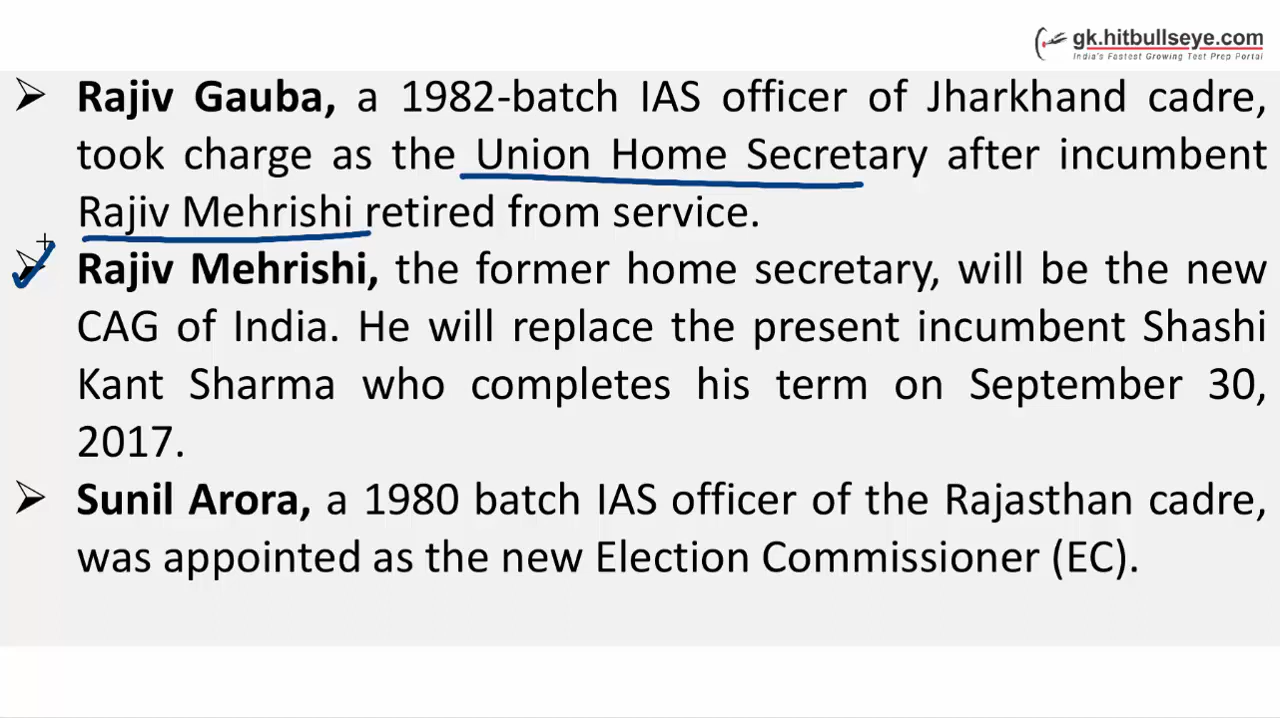 gk.hitbullseye.com
India's Fastest Growing Test Prep Portal
Rajiv Gauba, a 1982-batch IAS officer of Jharkhand cadre,
took charge as the Union Home Secretary after incumbent
Rajiv Mehrishi retired from service.
Rajiv Mehrishi, the former home secretary, will be the new
CAG of India. He will replace the present incumbent Shashi
Kant Sharma who completes his term on September 30,
2017.
Sunil Arora, a 1980 batch IAS officer of the Rajasthan cadre,
was appointed as the new Election Commissioner (EC).